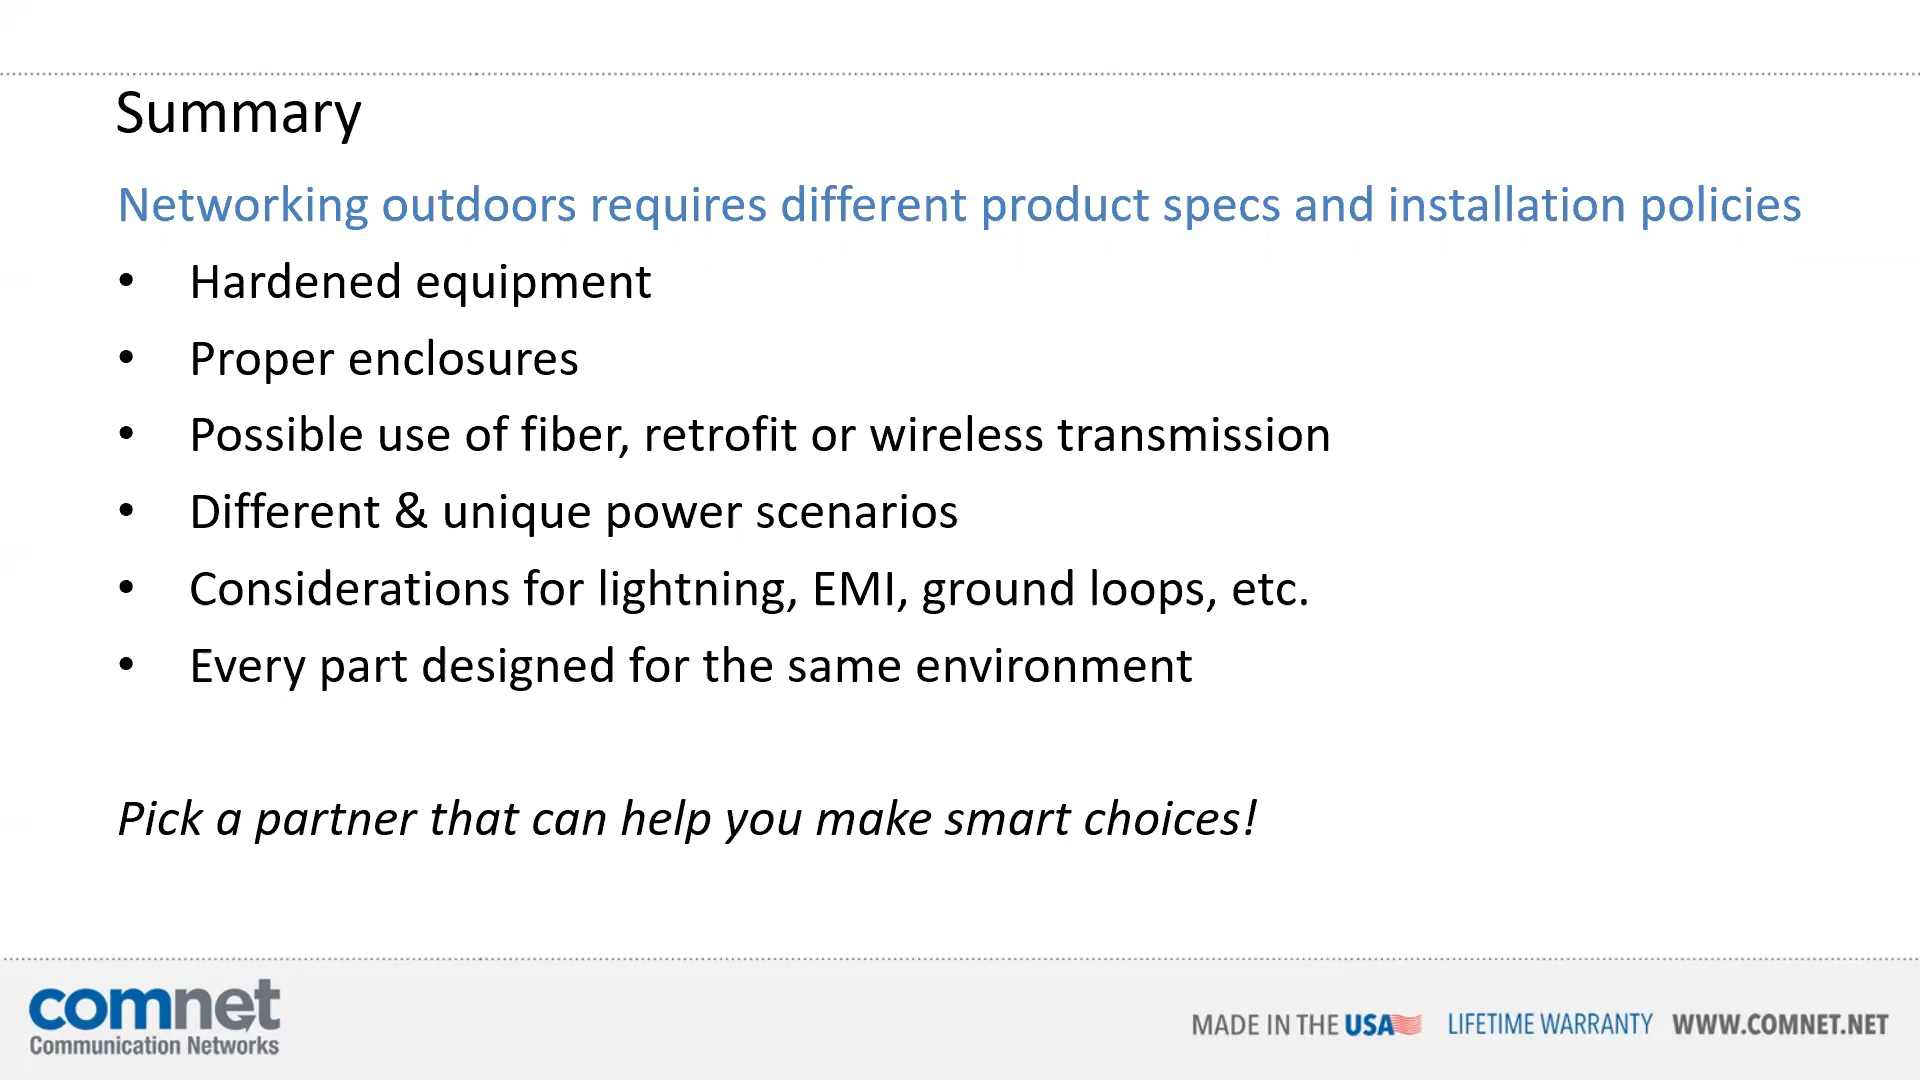 Summary
Networking outdoors requires different product specs and installation policies
• Hardened equipment
• Proper enclosures
• Possible use of fiber, retrofit or wireless transmission
• Different & unique power scenarios
• Considerations for lightning, EMI, ground loops, etc.
• Every part designed for the same environment
Pick a partner that can help you make smart choices!
comnet
Communication Networks
MADE IN THE USA LIFETIME WARRANTY WWW.COMNET.NET